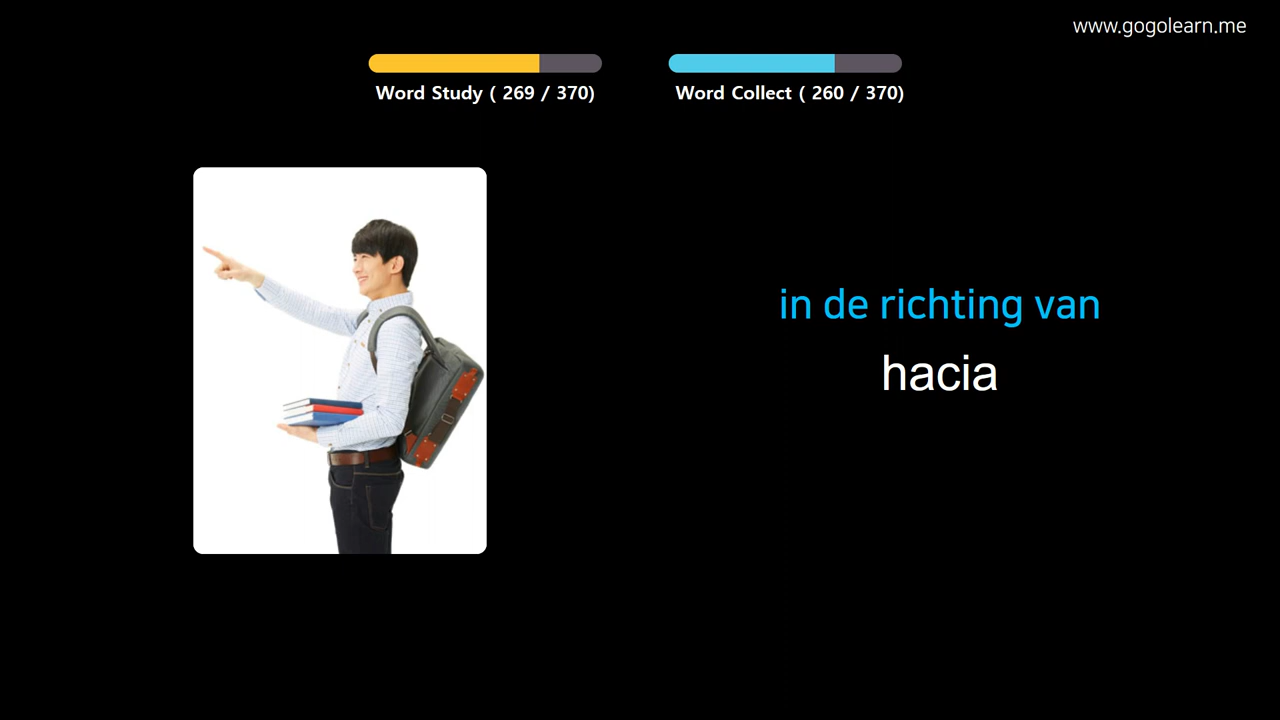 www.gogolearn.me
Word Study ( 269 / 370)
Word Collect ( 260 / 370)
in de richting van
hacia